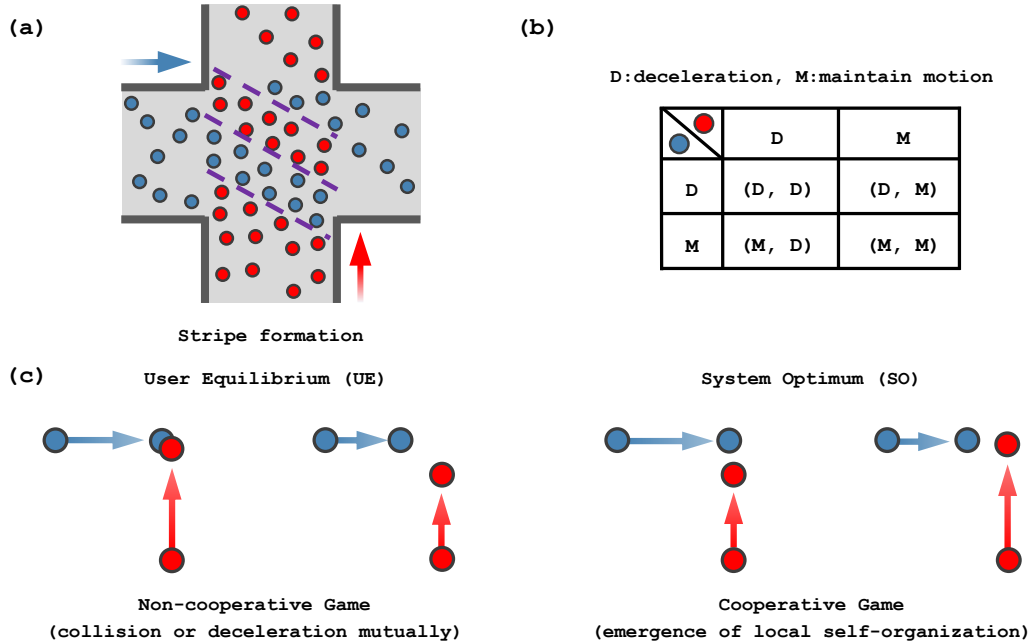 (a)
Stripe formation
(b)
D:deceleration, M:maintain motion
D M
D (D, D) (D, M)
M (M, D) (M, M)
(c)
User Equilibrium (UE)
System Optimum (SO)
Non-cooperative Game
(collision or deceleration mutually)
Cooperative Game
(emergence of local self-organization)